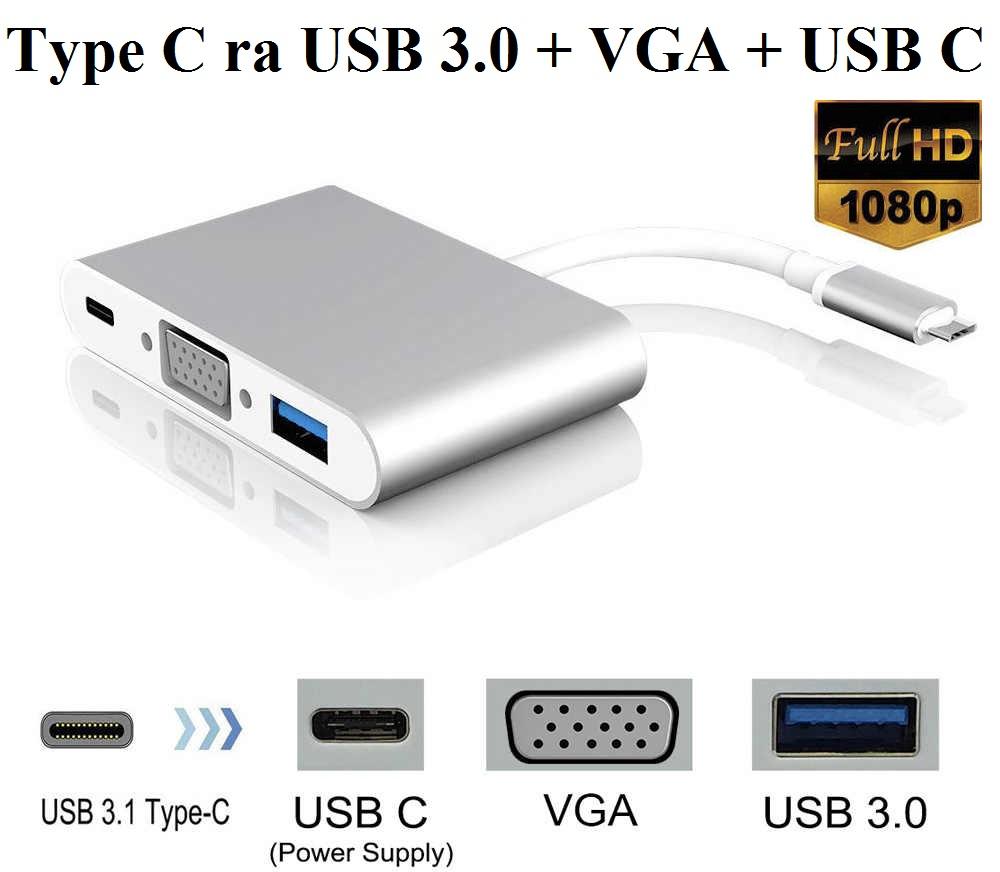 Type C ra USB 3.0 + VGA + USB C
Full HD
1080p
USB 3.1 Type-C
USB C
(Power Supply)
VGA
USB 3.0